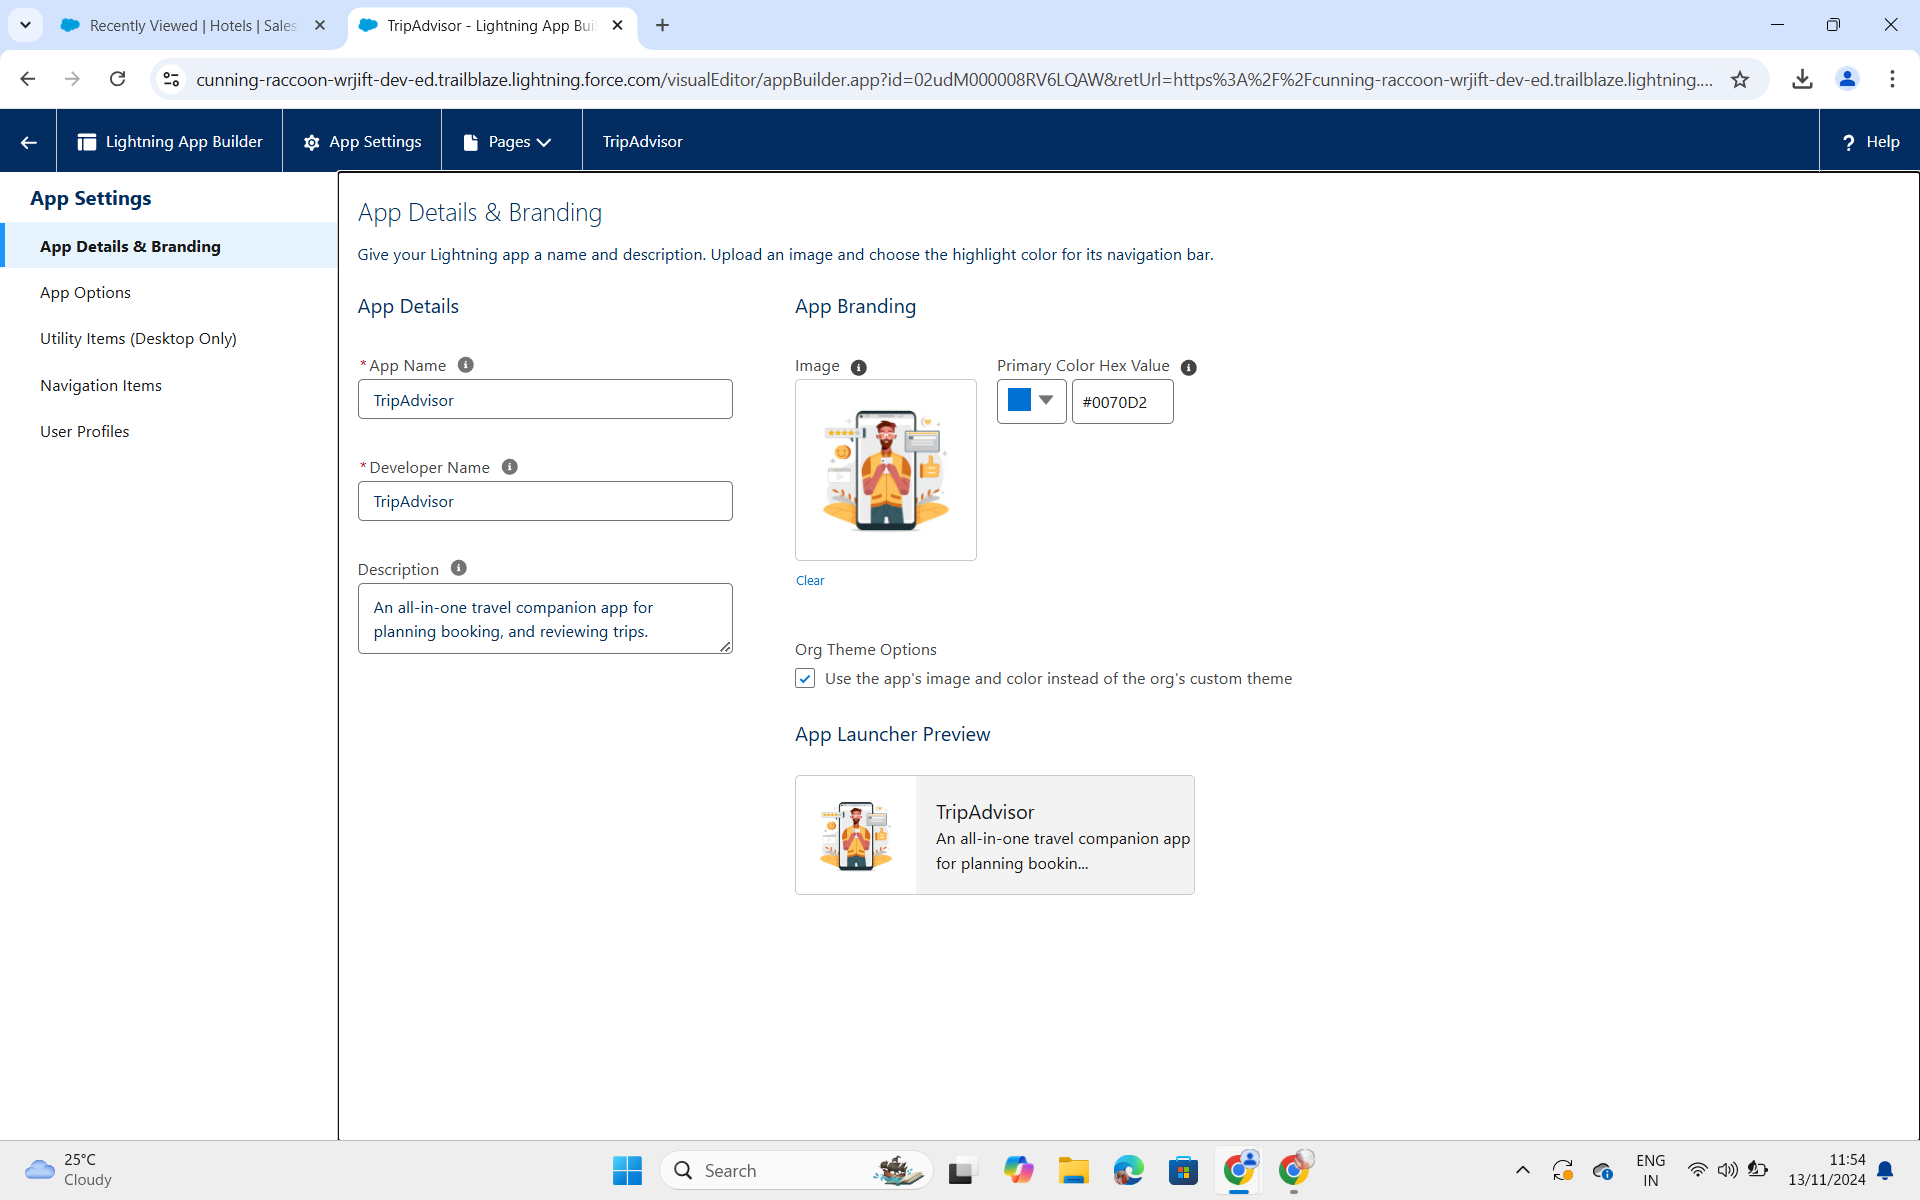 Recently Viewed | Hotels | Sales
TripAdvisor - Lightning App Buil
cunning-raccoon-wrjift-dev-ed.trailblaze.lightning.force.com/visualEditor/appBuilder.app?id=02udM000008RV6LQAW&retUrl=https%3A%2F%2Fcunning-raccoon-wrjift-dev-ed.trailblaze.lightning....
Lightning App Builder
App Settings
Pages
TripAdvisor
? Help
App Settings
App Details & Branding
App Options
Utility Items (Desktop Only)
Navigation Items
User Profiles
App Details & Branding
Give your Lightning app a name and description. Upload an image and choose the highlight color for its navigation bar.
App Details
*App Name
TripAdvisor
*Developer Name
TripAdvisor
Description
An all-in-one travel companion app for
planning booking, and reviewing trips.
App Branding
Image
Primary Color Hex Value
#0070D2
Clear
Org Theme Options
Use the app's image and color instead of the org's custom theme
App Launcher Preview
TripAdvisor
An all-in-one travel companion app
for planning bookin...
25°C
Cloudy
Search
ENG
IN
11:54
13/11/2024